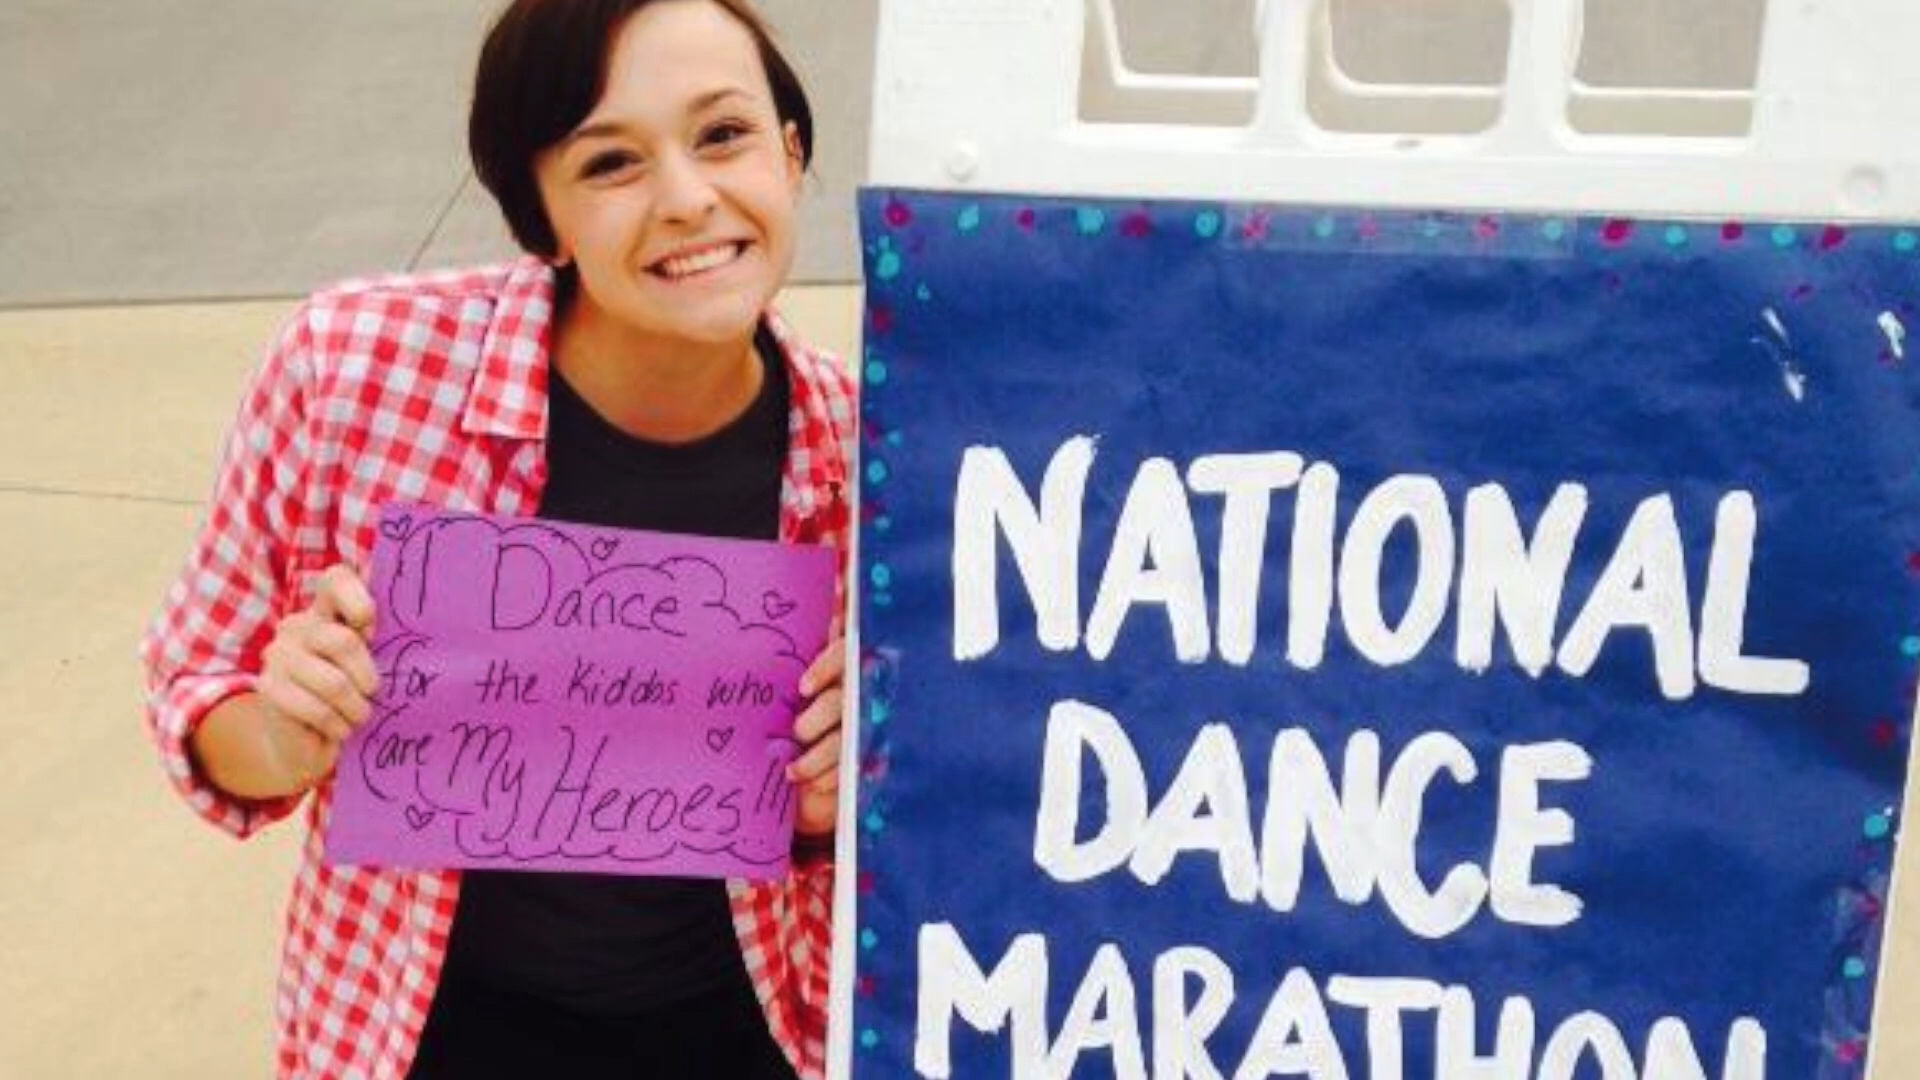 I Dance
for the Kiddos who
are My Heroes!!!
NATIONAL
DANCE
MARATHON